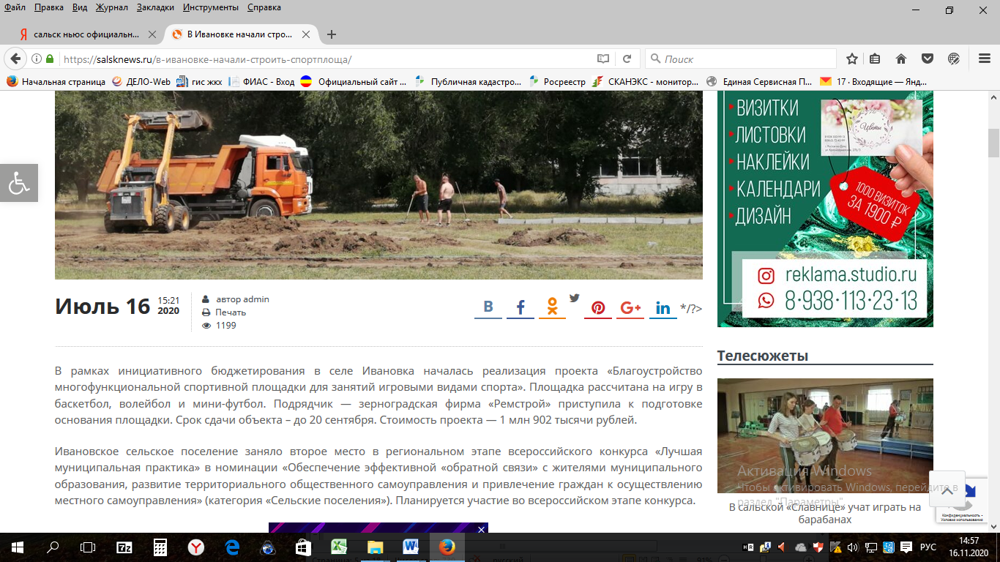 Файл Правка Вид Журнал Закладки Инструменты Справка
сальск ньюс официальн...
В Ивановке начали стро...
https://salsknews.ru/в-ивановке-начали-строить-спортплоща/
Поиск
Начальная страница ДЕЛО-Web гис жкх ФИАС - Вход Официальный сайт ... Публичная кадастро... Росреестр СКАНЭКС - монитор... Единая Сервисная П... 17 · Входящие — Янд...
• ВИЗИТКИ
• ЛИСТОВКИ
• НАКЛЕЙКИ
• КАЛЕНДАРИ
• ДИЗАЙН
Цветы
1000 ВИЗИТОК
ЗА 1900 ₽
reklama.studio.ru
8·938·113·23·13
Июль 16
15:21
2020
автор admin
Печать
1199
*/?>
В рамках инициативного бюджетирования в селе Ивановка началась реализация проекта «Благоустройство
многофункциональной спортивной площадки для занятий игровыми видами спорта». Площадка рассчитана на игру в
баскетбол, волейбол и мини-футбол. Подрядчик — зерноградская фирма «Ремстрой» приступила к подготовке
основания площадки. Срок сдачи объекта – до 20 сентября. Стоимость проекта — 1 млн 902 тысячи рублей.
Ивановское сельское поселение заняло второе место в региональном этапе всероссийского конкурса «Лучшая
муниципальная практика» в номинации «Обеспечение эффективной «обратной связи» с жителями муниципального
образования, развитие территориального общественного самоуправления и привлечение граждан к осуществлению
местного самоуправления» (категория «Сельские поселения»). Планируется участие во всероссийском этапе конкурса.
Телесюжеты
Активация Windows
Чтобы активировать Windows, перейдите в
раздел "Параметры".
В сальской «Славнице» учат играть на
барабанах
Конфиденциальность •
Условия использования
РУС
14:57
16.11.2020